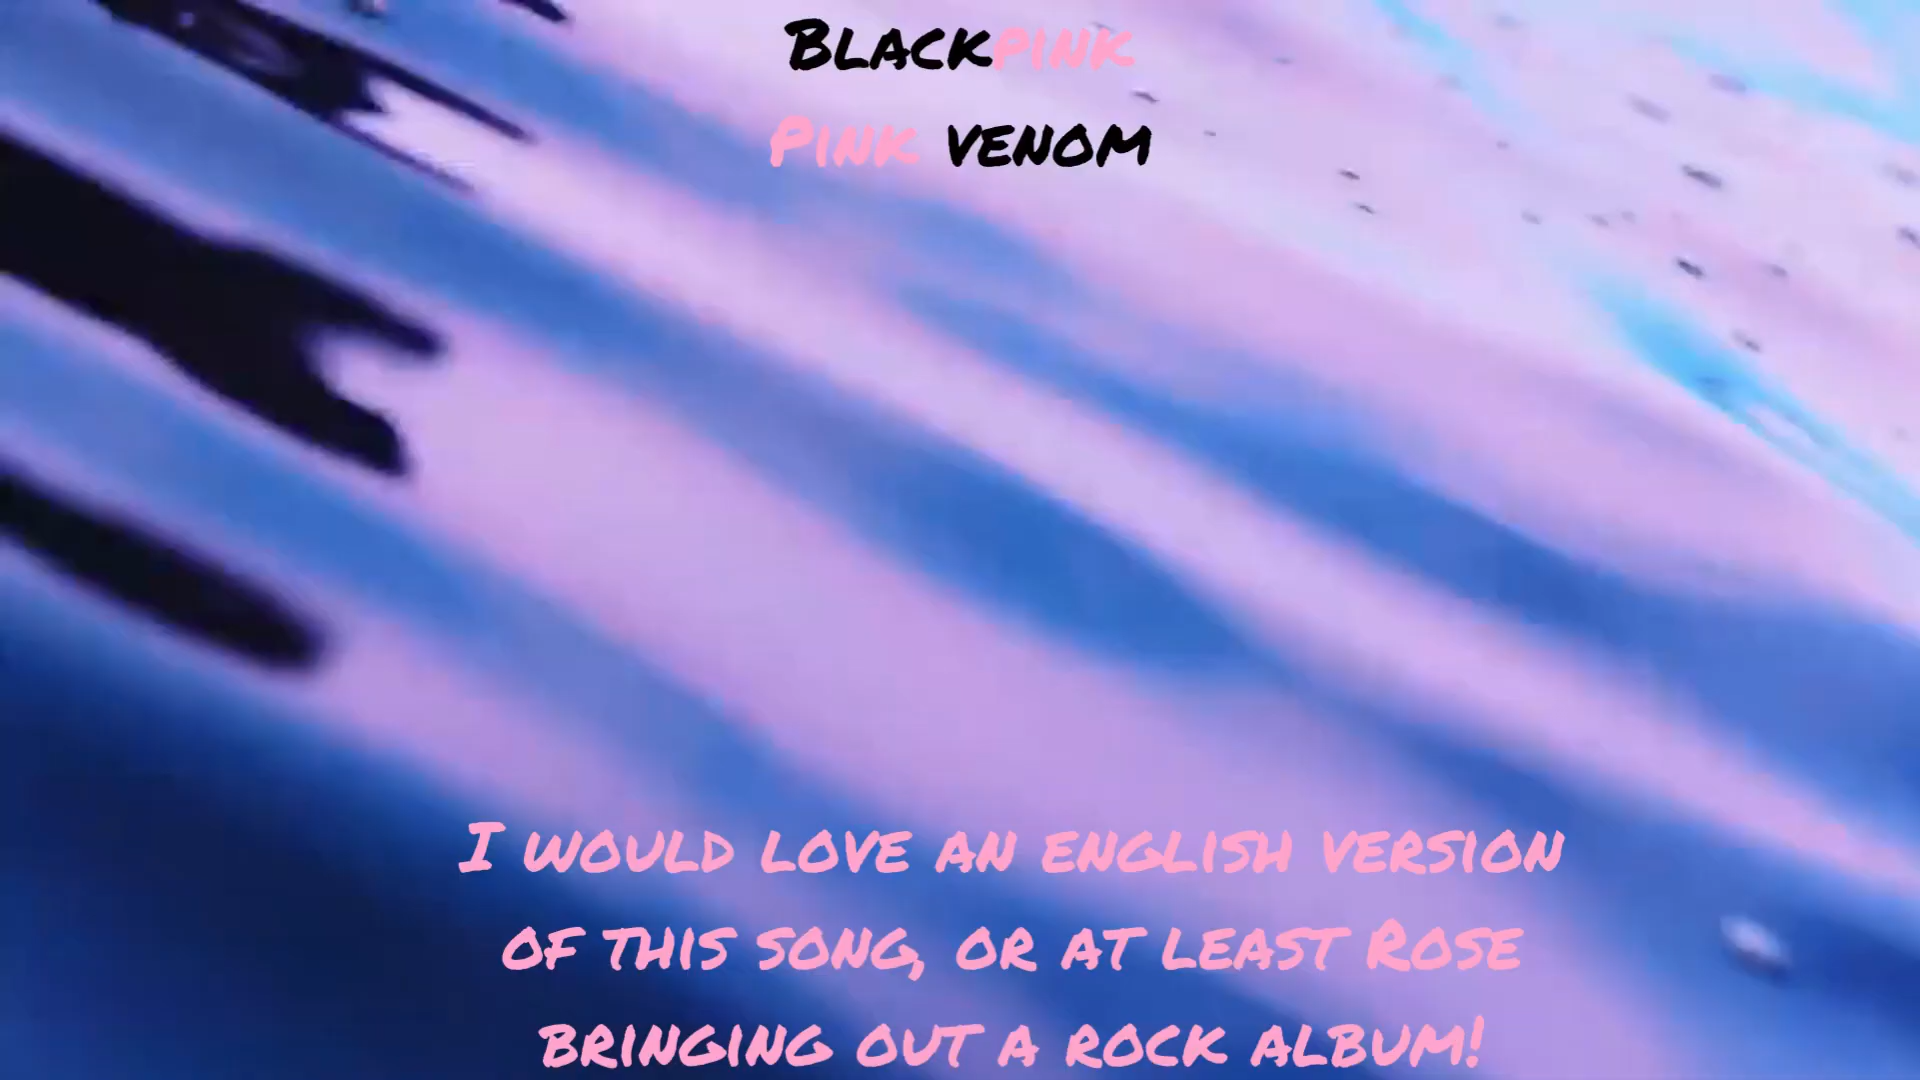 Blackpink
Pink venom
I would love an english version
of this song, or at least Rose
bringing out a rock album!